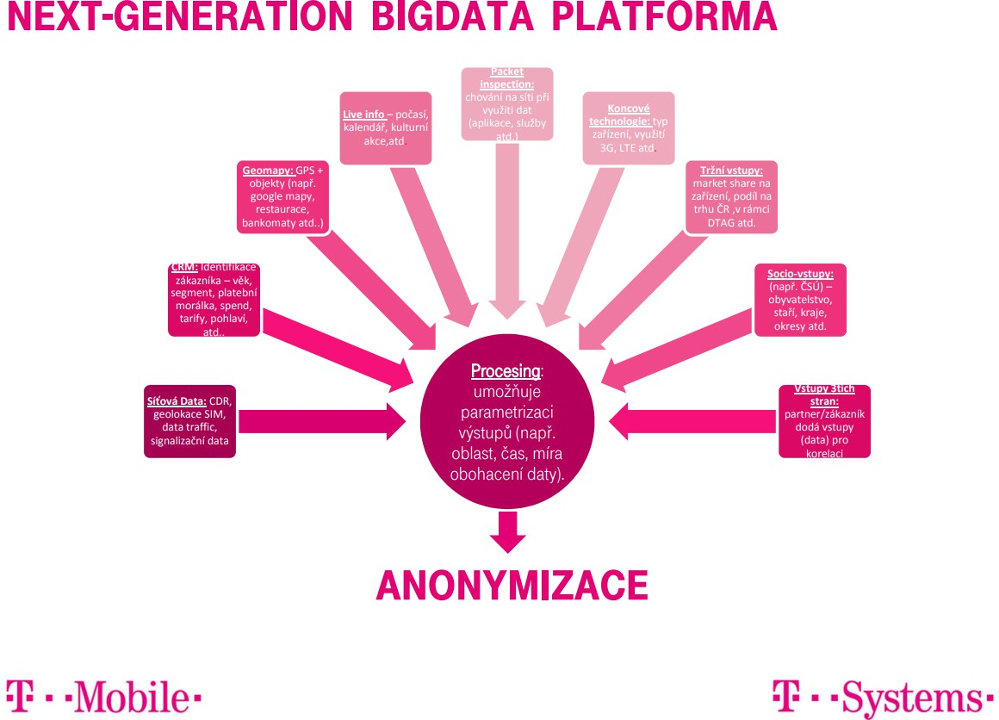 NEXT-GENERATION BIGDATA PLATFORMA
Packet
inspection:
chování na síti při
využití dat
(aplikace, služby
atd.)
Live info – počasí,
kalendář, kulturní
akce,atd.
Koncové
technologie: typ
zařízení, využití
3G, LTE atd.
Geomapy: GPS +
objekty (např.
google mapy,
restaurace,
bankomaty atd..)
Tržní vstupy:
market share na
zařízení, podíl na
trhu ČR ,v rámci
DTAG atd.
CRM: Identifikace
zákazníka – věk,
segment, platební
morálka, spend,
tarify, pohlaví,
atd..
Socio-vstupy:
(např. ČSÚ) –
obyvatelstvo,
staří, kraje,
okresy atd.
Síťová Data: CDR,
geolokace SIM,
data traffic,
signalizační data
Procesing:
umožňuje
parametrizaci
výstupů (např.
oblast, čas, míra
obohacení daty).
Vstupy 3tich
stran:
partner/zákazník
dodá vstupy
(data) pro
korelaci
ANONYMIZACE
T··Mobile·
T··Systems·